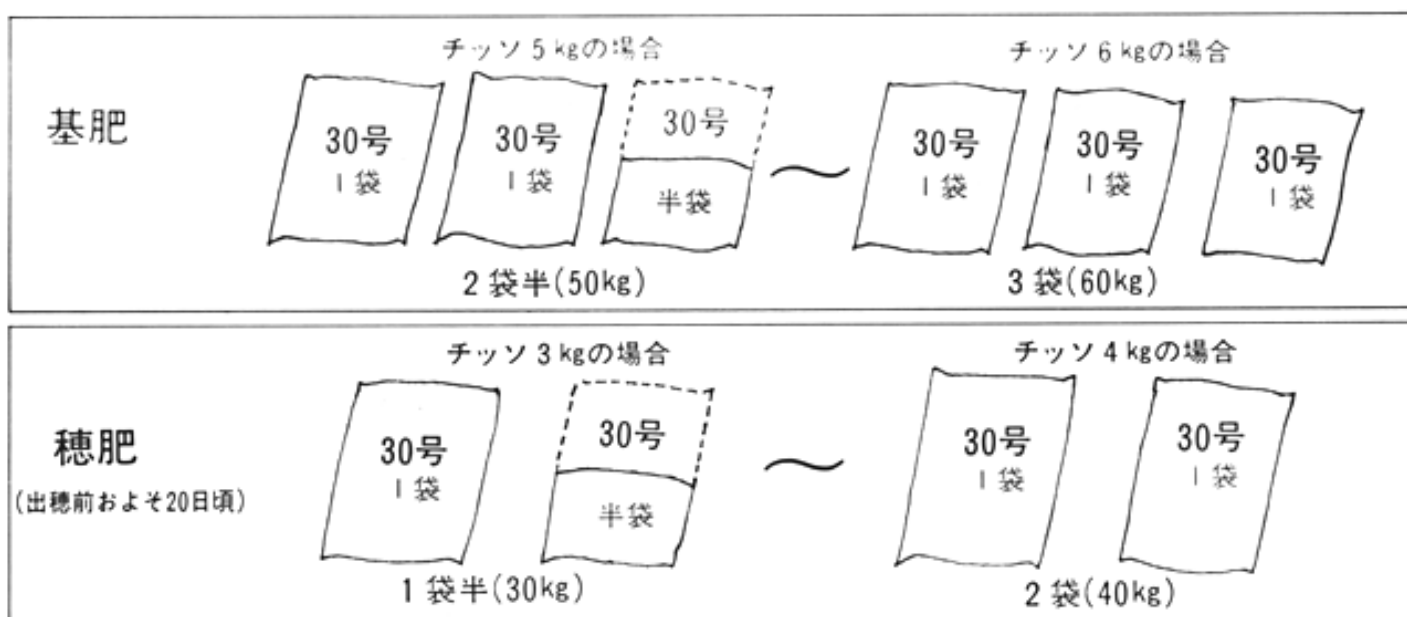 チッソ5kgの場合
チッソ6kgの場合
基肥
30号
1袋
30号
1袋
30号
半袋
30号
1袋
30号
1袋
30号
1袋
〜
2袋半(50kg)
3袋(60kg)
チッソ3kgの場合
チッソ4kgの場合
穂肥
(出穂前およそ20日頃)
30号
1袋
30号
半袋
〜
30号
1袋
30号
1袋
1袋半(30kg)
2袋(40kg)